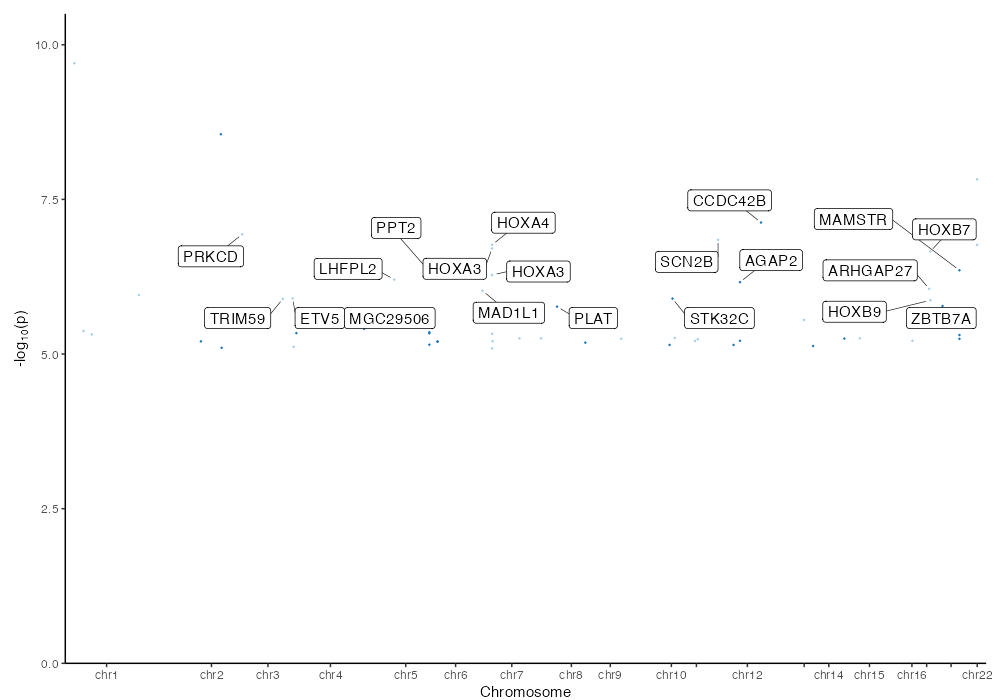 10.0
7.5
5.0
2.5
0.0
-log10(p)
CCDC42B
MAMSTR
PPT2
HOXA4
HOXB7
PRKCD
LHFPL2
HOXA3
HOXA3
SCN2B
AGAP2
ARHGAP27
TRIM59
ETV5
MGC29506
MAD1L1
PLAT
STK32C
HOXB9
ZBTB7A
chr1
chr2
chr3
chr4
chr5
chr6
chr7
chr8
chr9
chr10
chr12
chr14
chr15
chr16
chr22
Chromosome